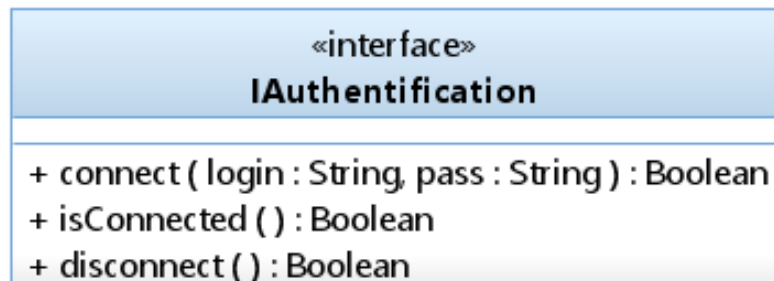 «interface»
IAuthentification
+ connect ( login : String, pass : String ) : Boolean
+ isConnected ( ) : Boolean
+ disconnect ( ) : Boolean